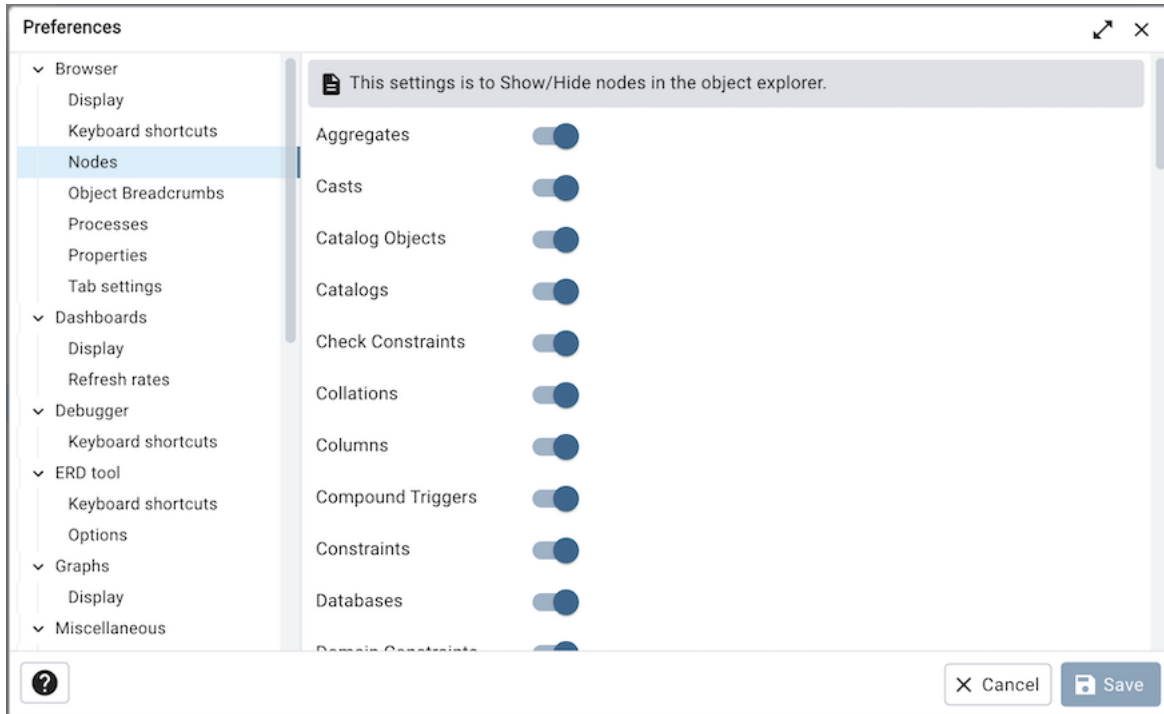 Preferences
Browser
Display
Keyboard shortcuts
Nodes
Object Breadcrumbs
Processes
Properties
Tab settings
Dashboards
Display
Refresh rates
Debugger
Keyboard shortcuts
ERD tool
Keyboard shortcuts
Options
Graphs
Display
Miscellaneous
This settings is to Show/Hide nodes in the object explorer.
Aggregates
Casts
Catalog Objects
Catalogs
Check Constraints
Collations
Columns
Compound Triggers
Constraints
Databases
Domain Constraints
Cancel
Save